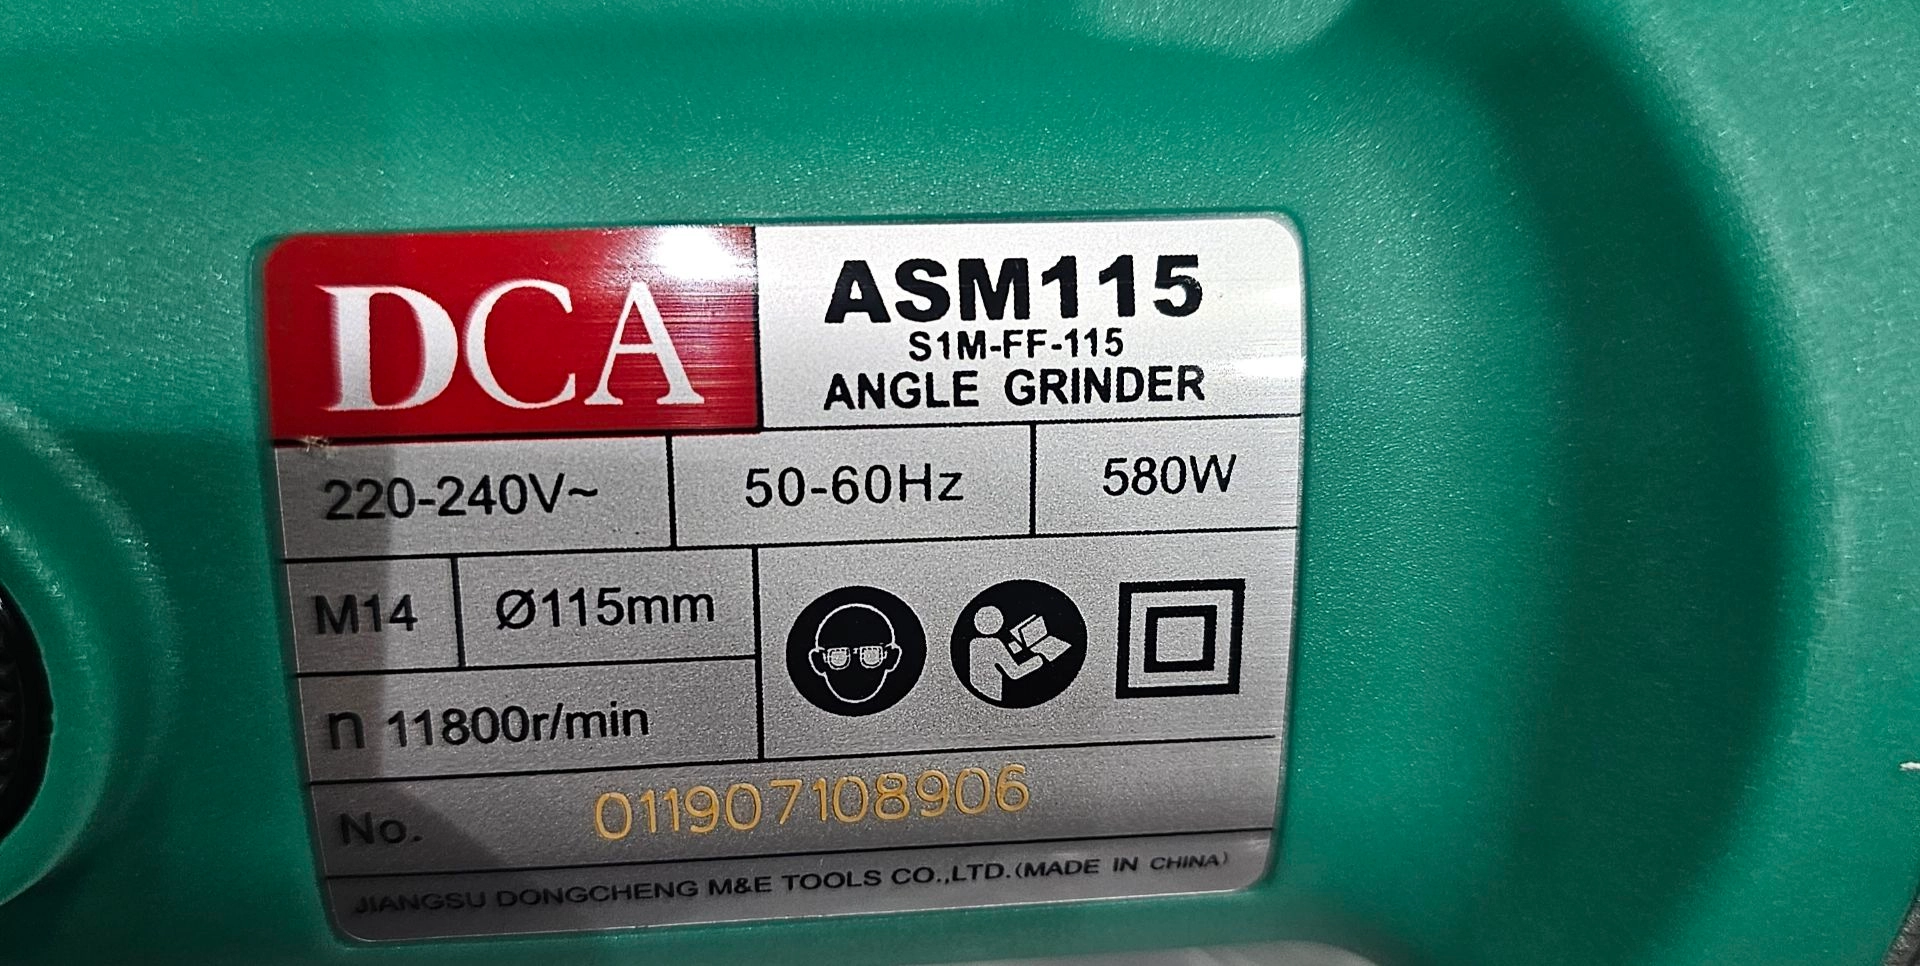 DCA
ASM115
S1M-FF-115
ANGLE GRINDER
220-240V~
50-60Hz
580W
M14
Ø115mm
n 11800r/min
No. 011907108906
JIANGSU DONGCHENG M&E TOOLS CO.,LTD.(MADE IN CHINA)